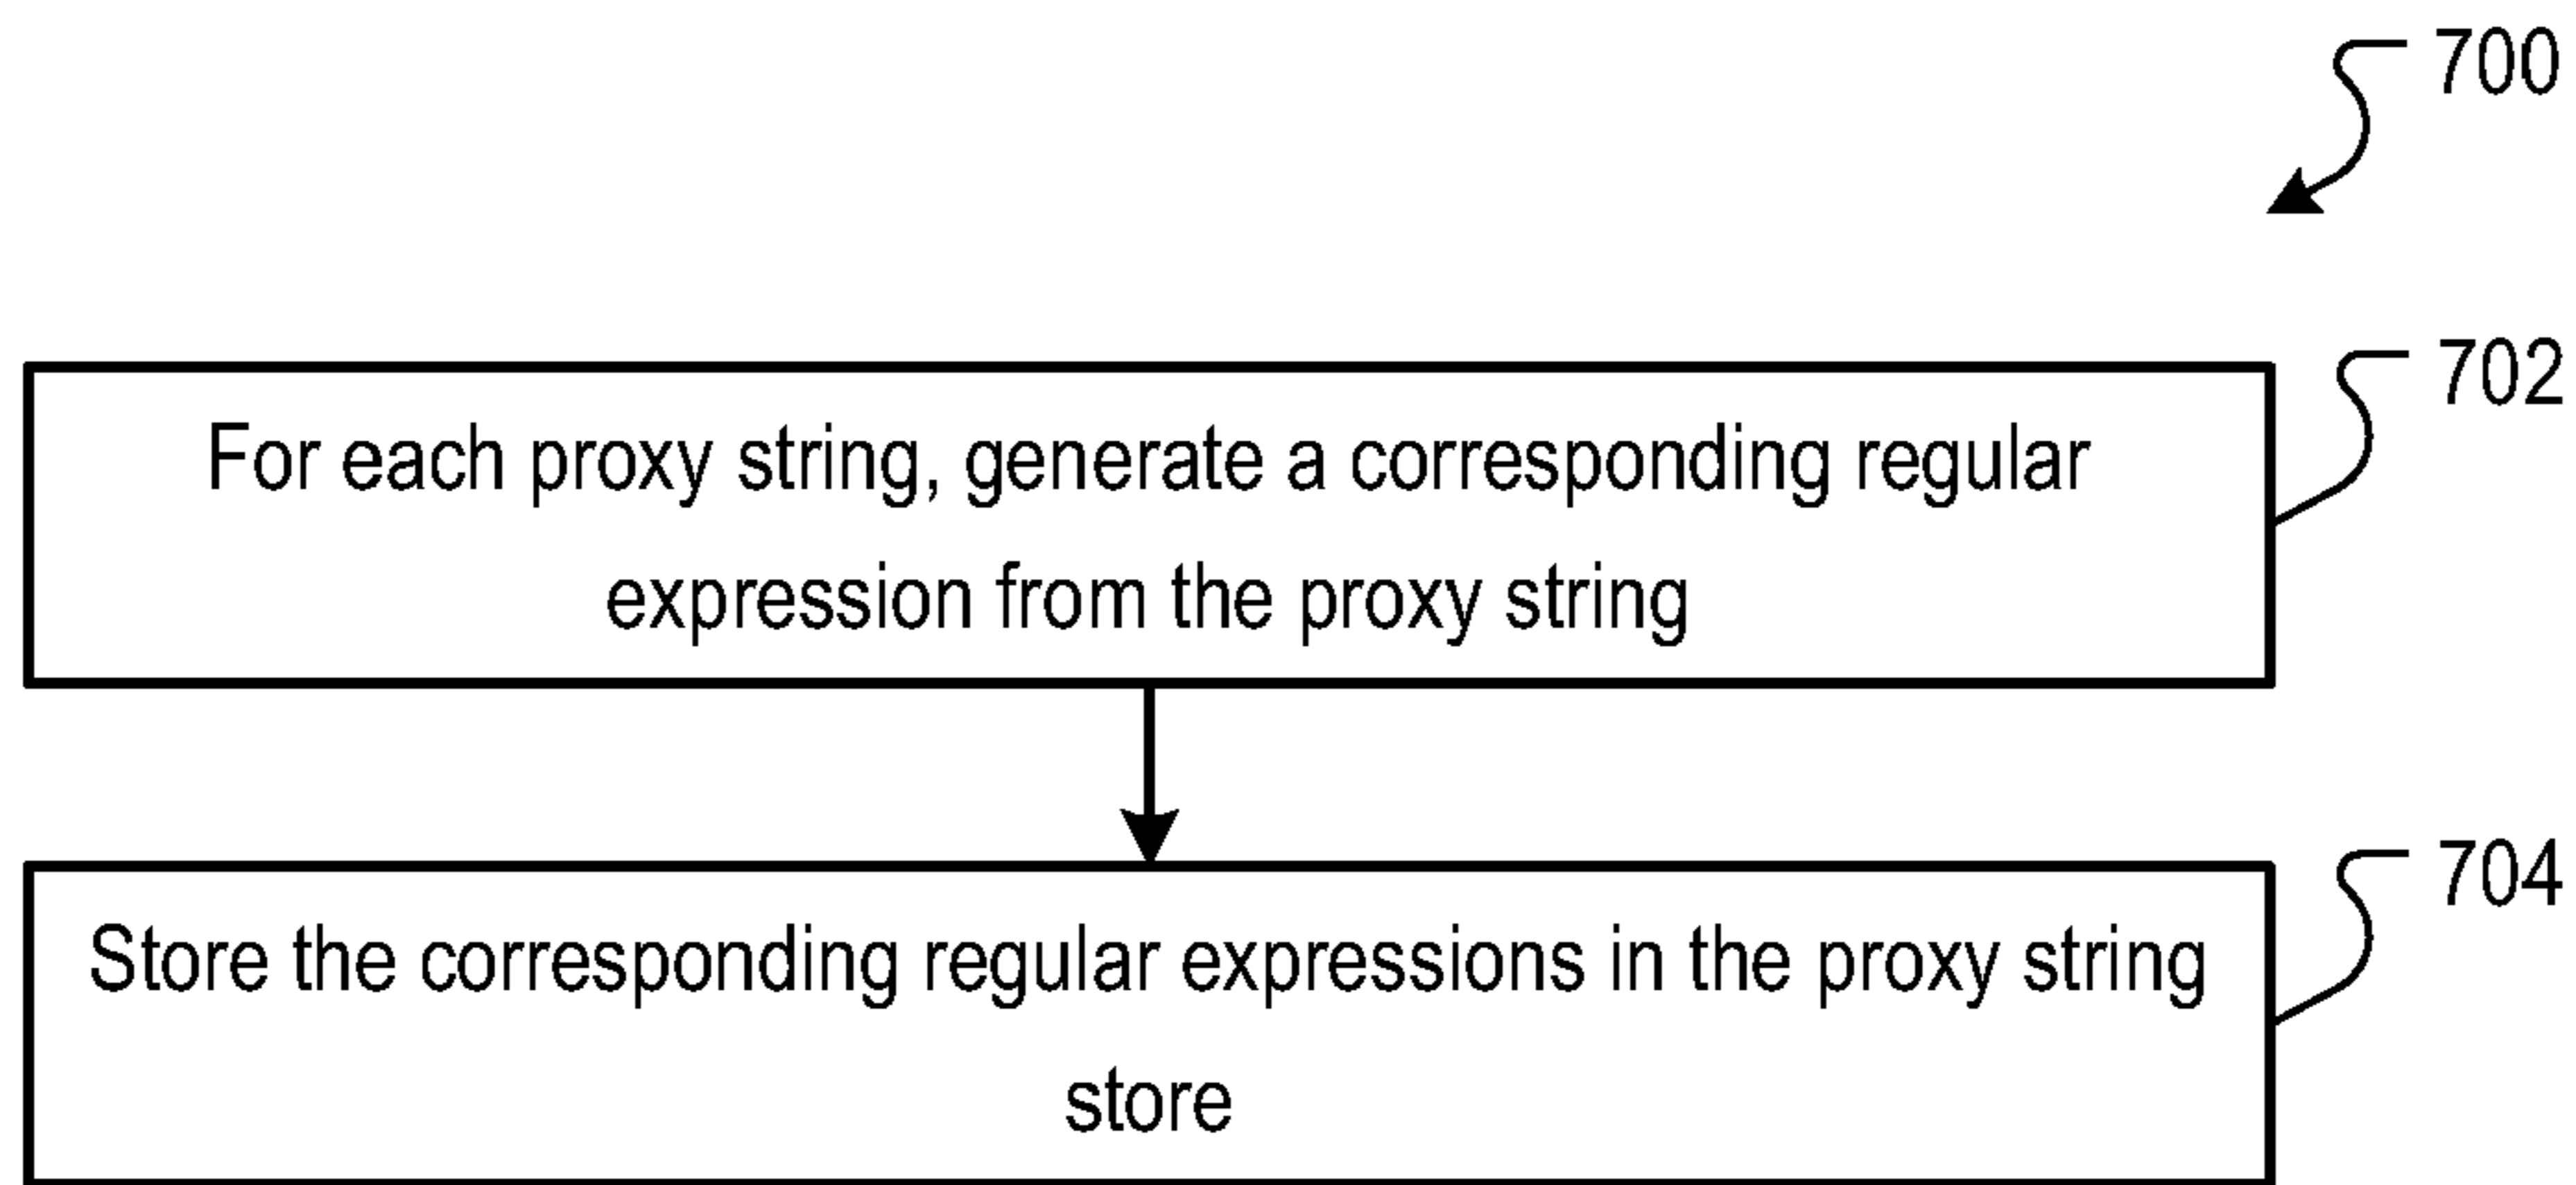 700
702
For each proxy string, generate a corresponding regular
expression from the proxy string
704
Store the corresponding regular expressions in the proxy string
store